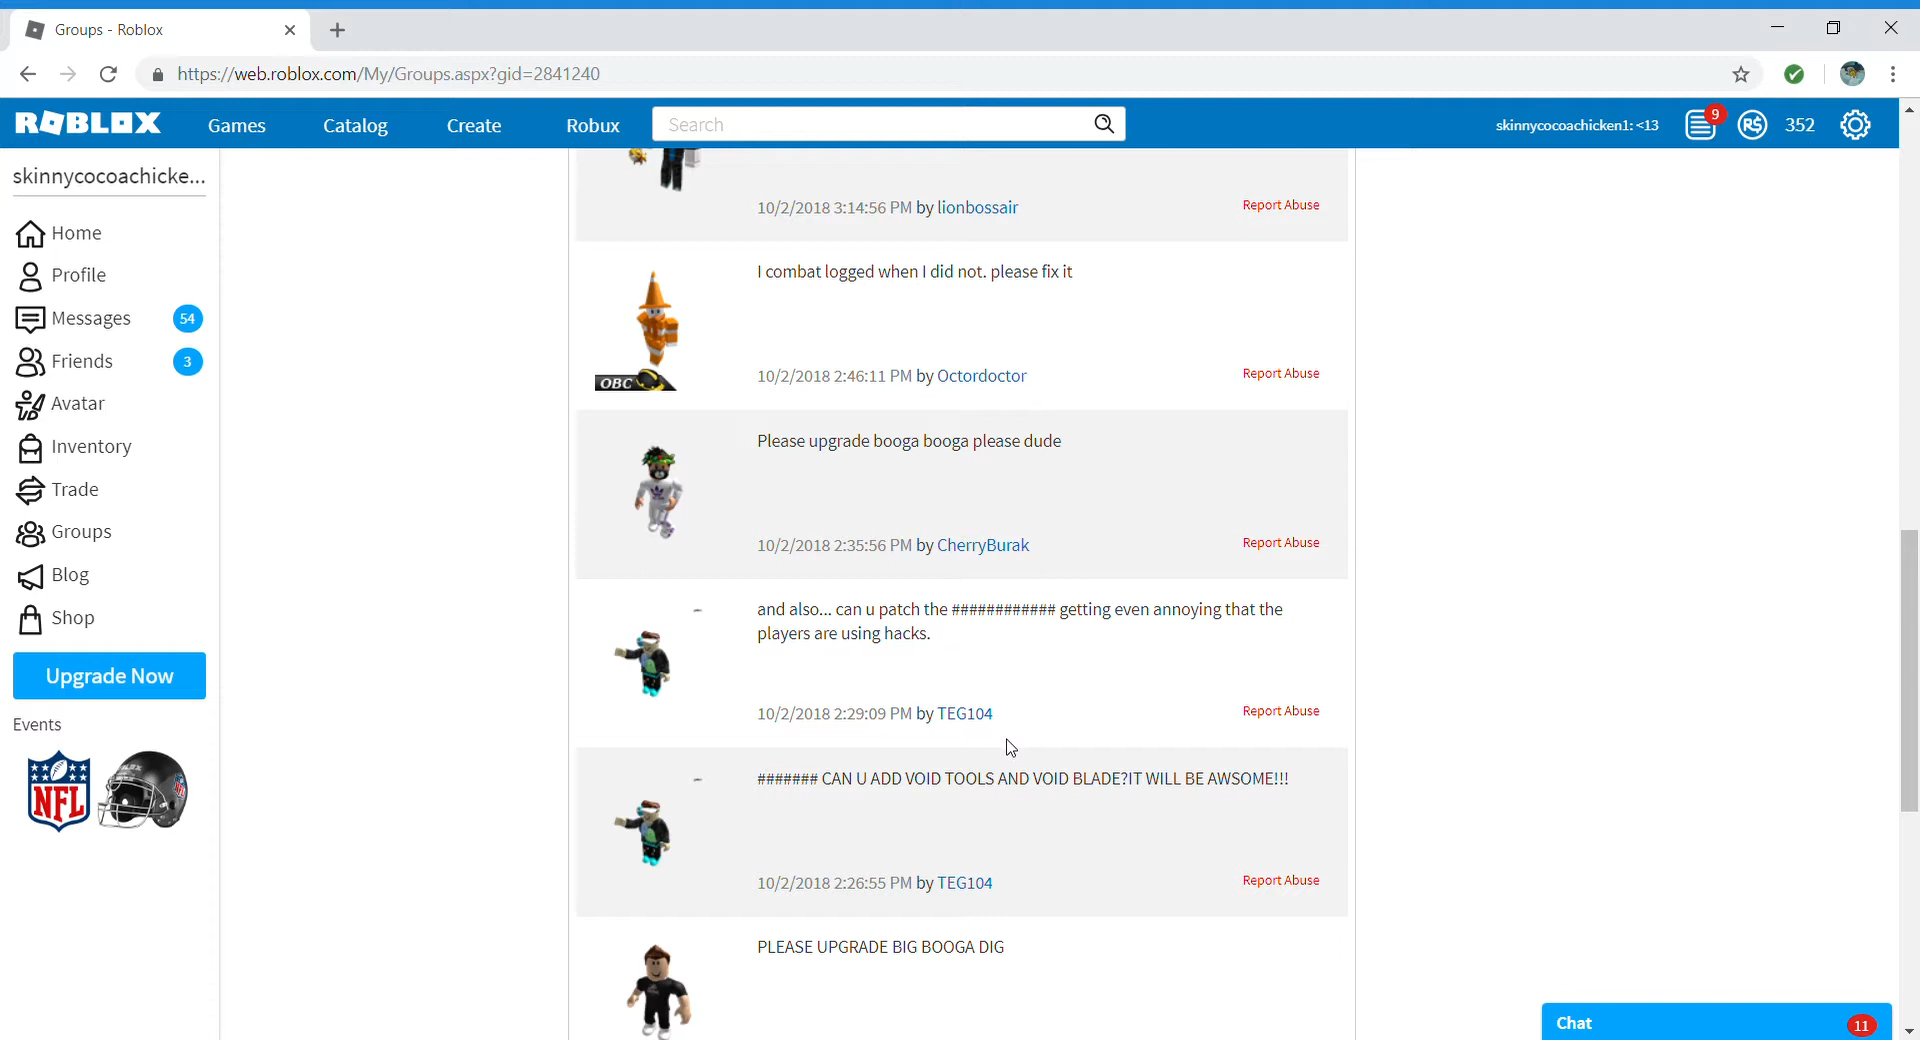 Groups - Roblox
https://web.roblox.com/My/Groups.aspx?gid=2841240
ROBLOX
Games
Catalog
Create
Robux
Search
skinnycocoachicken1: <13
9
R$
352
skinnycocoachicke...
Home
Profile
Messages
54
Friends
3
Avatar
Inventory
Trade
Groups
Blog
Shop
Upgrade Now
Events
NFL
10/2/2018 3:14:56 PM by lionbossair
Report Abuse
I combat logged when I did not. please fix it
OBC
10/2/2018 2:46:11 PM by Octordoctor
Report Abuse
Please upgrade booga booga please dude
10/2/2018 2:35:56 PM by CherryBurak
Report Abuse
and also... can u patch the ############ getting even annoying that the
players are using hacks.
10/2/2018 2:29:09 PM by TEG104
Report Abuse
####### CAN U ADD VOID TOOLS AND VOID BLADE?IT WILL BE AWSOME!!!
10/2/2018 2:26:55 PM by TEG104
Report Abuse
PLEASE UPGRADE BIG BOOGA DIG
Chat
11